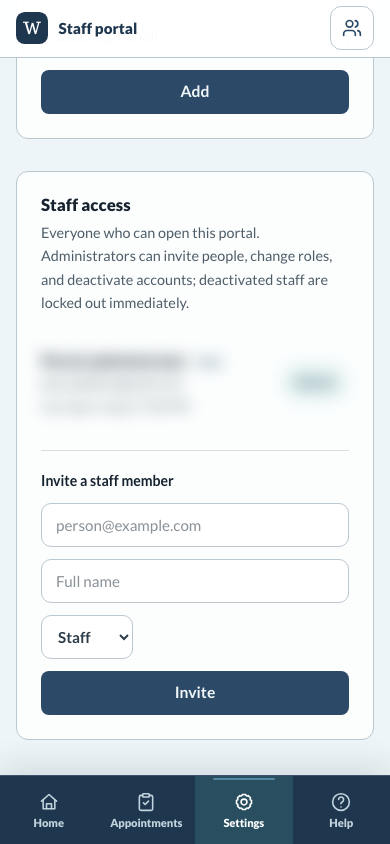 W Staff portal
Add
Staff access
Everyone who can open this portal.
Administrators can invite people, change roles,
and deactivate accounts; deactivated staff are
locked out immediately.
Invite a staff member
person@example.com
Full name
Staff
Invite
Home Appointments Settings Help